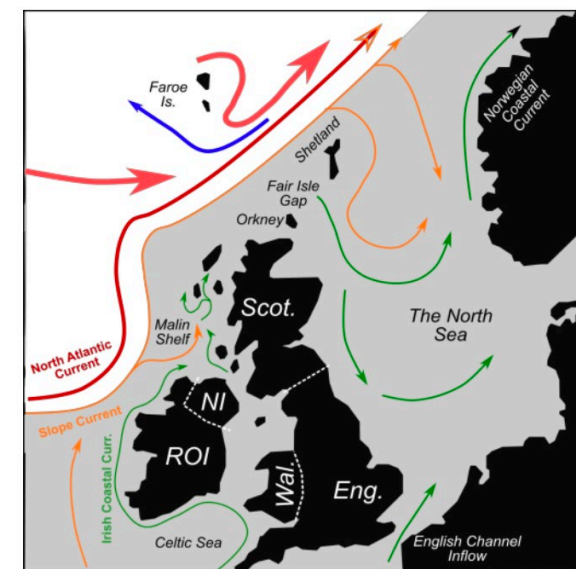 Faroe
Is.
Norwegian
Coastal
Current
Shetland
Fair Isle
Gap
Orkney
Scot.
The North
Sea
Malin
Shelf
North Atlantic
Current
Slope Current
NI
Irish Coastal Curr.
ROI
Wal.
Eng.
Celtic Sea
English Channel
Inflow